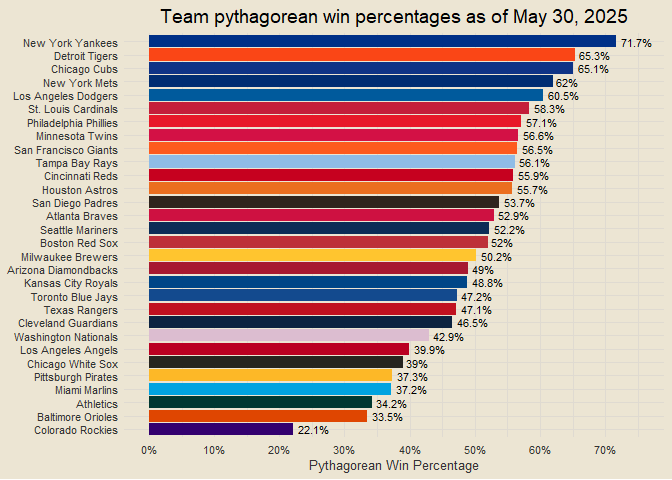 Team pythagorean win percentages as of May 30, 2025
New York Yankees 71.7%
Detroit Tigers 65.3%
Chicago Cubs 65.1%
New York Mets 62%
Los Angeles Dodgers 60.5%
St. Louis Cardinals 58.3%
Philadelphia Phillies 57.1%
Minnesota Twins 56.6%
San Francisco Giants 56.5%
Tampa Bay Rays 56.1%
Cincinnati Reds 55.9%
Houston Astros 55.7%
San Diego Padres 53.7%
Atlanta Braves 52.9%
Seattle Mariners 52.2%
Boston Red Sox 52%
Milwaukee Brewers 50.2%
Arizona Diamondbacks 49%
Kansas City Royals 48.8%
Toronto Blue Jays 47.2%
Texas Rangers 47.1%
Cleveland Guardians 46.5%
Washington Nationals 42.9%
Los Angeles Angels 39.9%
Chicago White Sox 39%
Pittsburgh Pirates 37.3%
Miami Marlins 37.2%
Athletics 34.2%
Baltimore Orioles 33.5%
Colorado Rockies 22.1%
0% 10% 20% 30% 40% 50% 60% 70%
Pythagorean Win Percentage